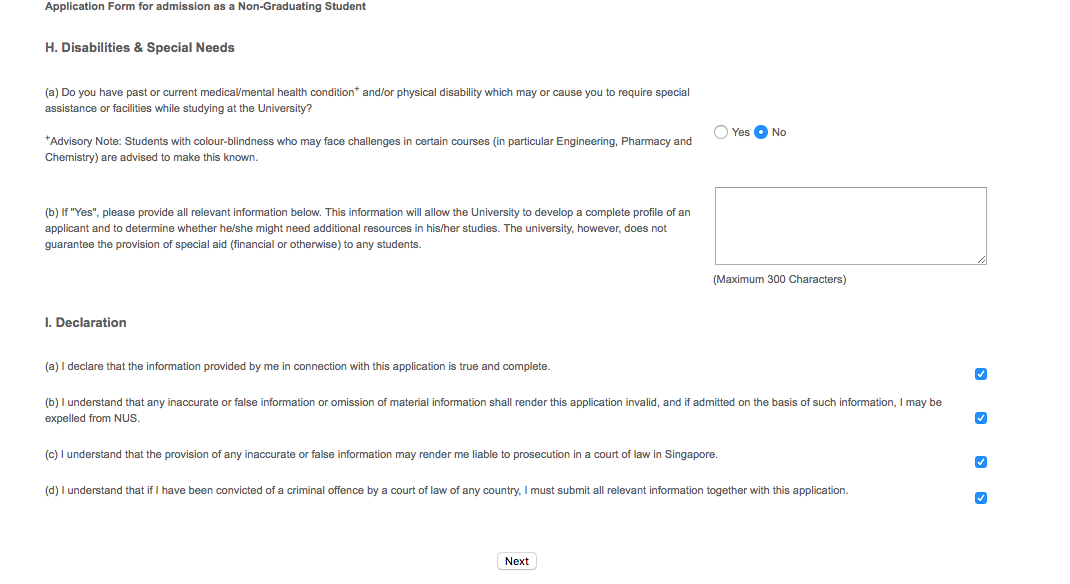 Application Form for admission as a Non-Graduating Student
H. Disabilities & Special Needs
(a) Do you have past or current medical/mental health condition+ and/or physical disability which may or cause you to require special
assistance or facilities while studying at the University?
+Advisory Note: Students with colour-blindness who may face challenges in certain courses (in particular Engineering, Pharmacy and
Chemistry) are advised to make this known.
Yes No
(b) If "Yes", please provide all relevant information below. This information will allow the University to develop a complete profile of an
applicant and to determine whether he/she might need additional resources in his/her studies. The university, however, does not
guarantee the provision of special aid (financial or otherwise) to any students.
(Maximum 300 Characters)
I. Declaration
(a) I declare that the information provided by me in connection with this application is true and complete.
(b) I understand that any inaccurate or false information or omission of material information shall render this application invalid, and if admitted on the basis of such information, I may be
expelled from NUS.
(c) I understand that the provision of any inaccurate or false information may render me liable to prosecution in a court of law in Singapore.
(d) I understand that if I have been convicted of a criminal offence by a court of law of any country, I must submit all relevant information together with this application.
Next